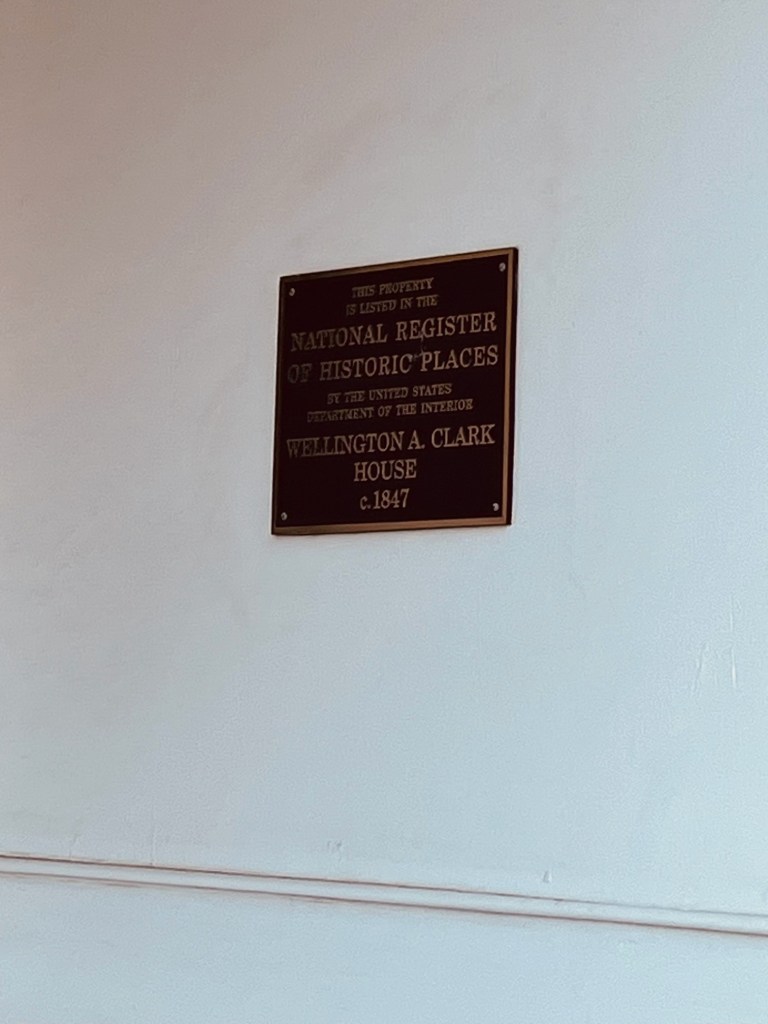 THIS PROPERTY
IS LISTED IN THE
NATIONAL REGISTER
OF HISTORIC PLACES
BY THE UNITED STATES
DEPARTMENT OF THE INTERIOR
WELLINGTON A. CLARK
HOUSE
c.1847